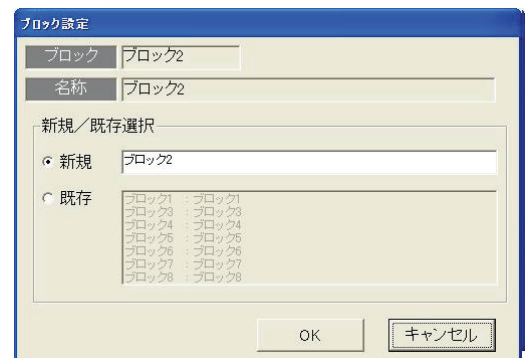 ブロック設定
ブロック ブロック2
名称 ブロック2
新規／既存選択
新規 ブロック2
既存
ブロック1 : ブロック1
ブロック3 : ブロック3
ブロック4 : ブロック4
ブロック5 : ブロック5
ブロック6 : ブロック6
ブロック7 : ブロック7
ブロック8 : ブロック8
OK キャンセル